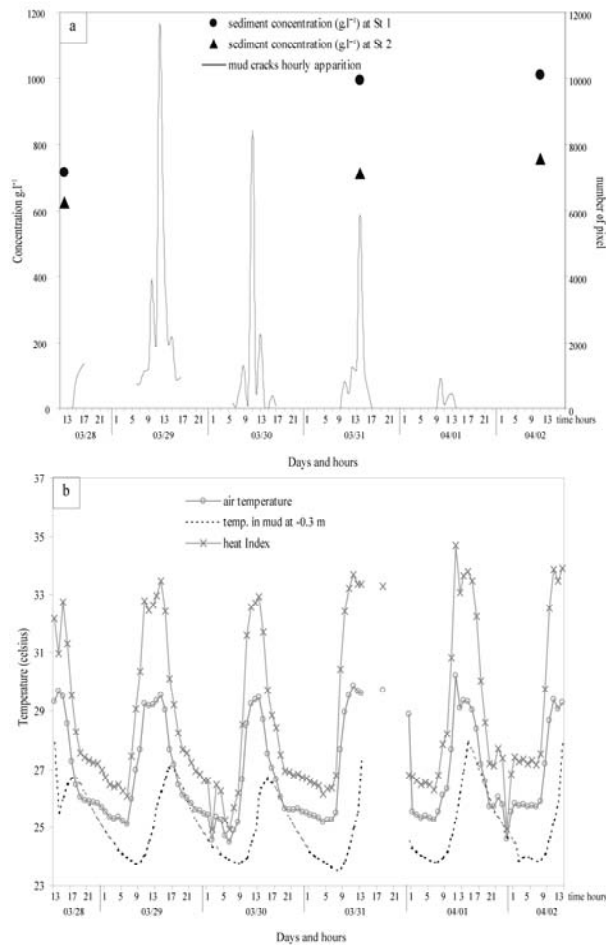 a
● sediment concentration (g.l⁻¹) at St 1
▲ sediment concentration (g.l⁻¹) at St 2
— mud cracks hourly apparition
1200
1000
800
600
400
200
0
Concentration g.l⁻¹
12000
10000
8000
6000
4000
2000
0
number of pixel
13 17 21 1 5 9 13 17 21 1 5 9 13 17 21 1 5 9 13 17 21 1 5 9 13 17 21 1 5 9 13 time hours
03/28 03/29 03/30 03/31 04/01 04/02
Days and hours
b
air temperature
temp. in mud at -0.3 m
heat Index
37
35
33
31
29
27
25
23
Temperature (celsius)
13 17 21 1 5 9 13 17 21 1 5 9 13 17 21 1 5 9 13 17 21 1 5 9 13 17 21 1 5 9 13 time hours
03/28 03/29 03/30 03/31 04/01 04/02
Days and hours